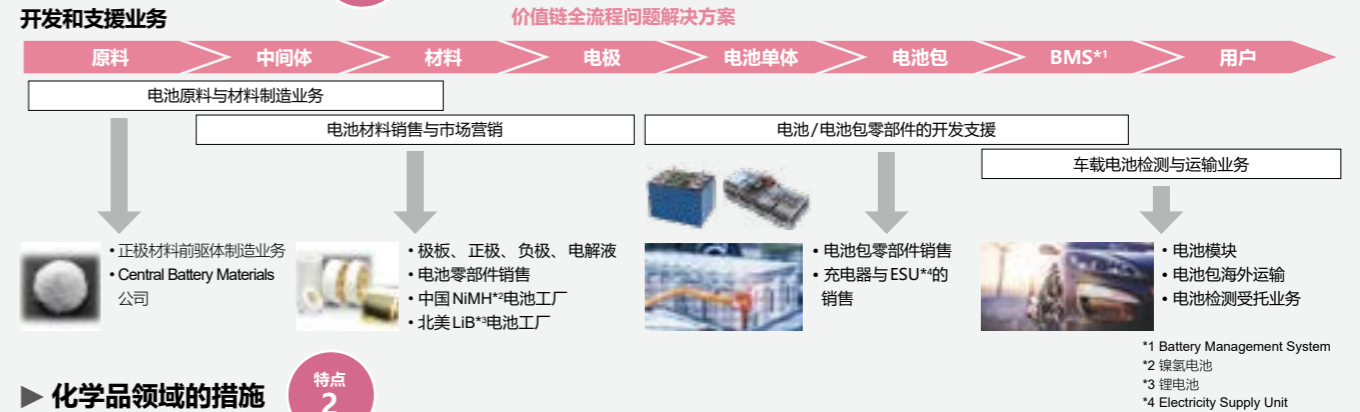 开发和支援业务
价值链全流程问题解决方案
原料
中间体
材料
电极
电池单体
电池包
BMS*1
用户
电池原料与材料制造业务
电池材料销售与市场营销
电池/电池包零部件的开发支援
车载电池检测与运输业务
• 正极材料前驱体制造业务
• Central Battery Materials
公司
• 极板、正极、负极、电解液
• 电池零部件销售
• 中国NiMH*2电池工厂
• 北美LiB*3电池工厂
• 电池包零部件销售
• 充电器与ESU*4的
销售
• 电池模块
• 电池包海外运输
• 电池检测受托业务
*1 Battery Management System
*2 镍氢电池
*3 锂电池
*4 Electricity Supply Unit
▶ 化学品领域的措施
特点
2